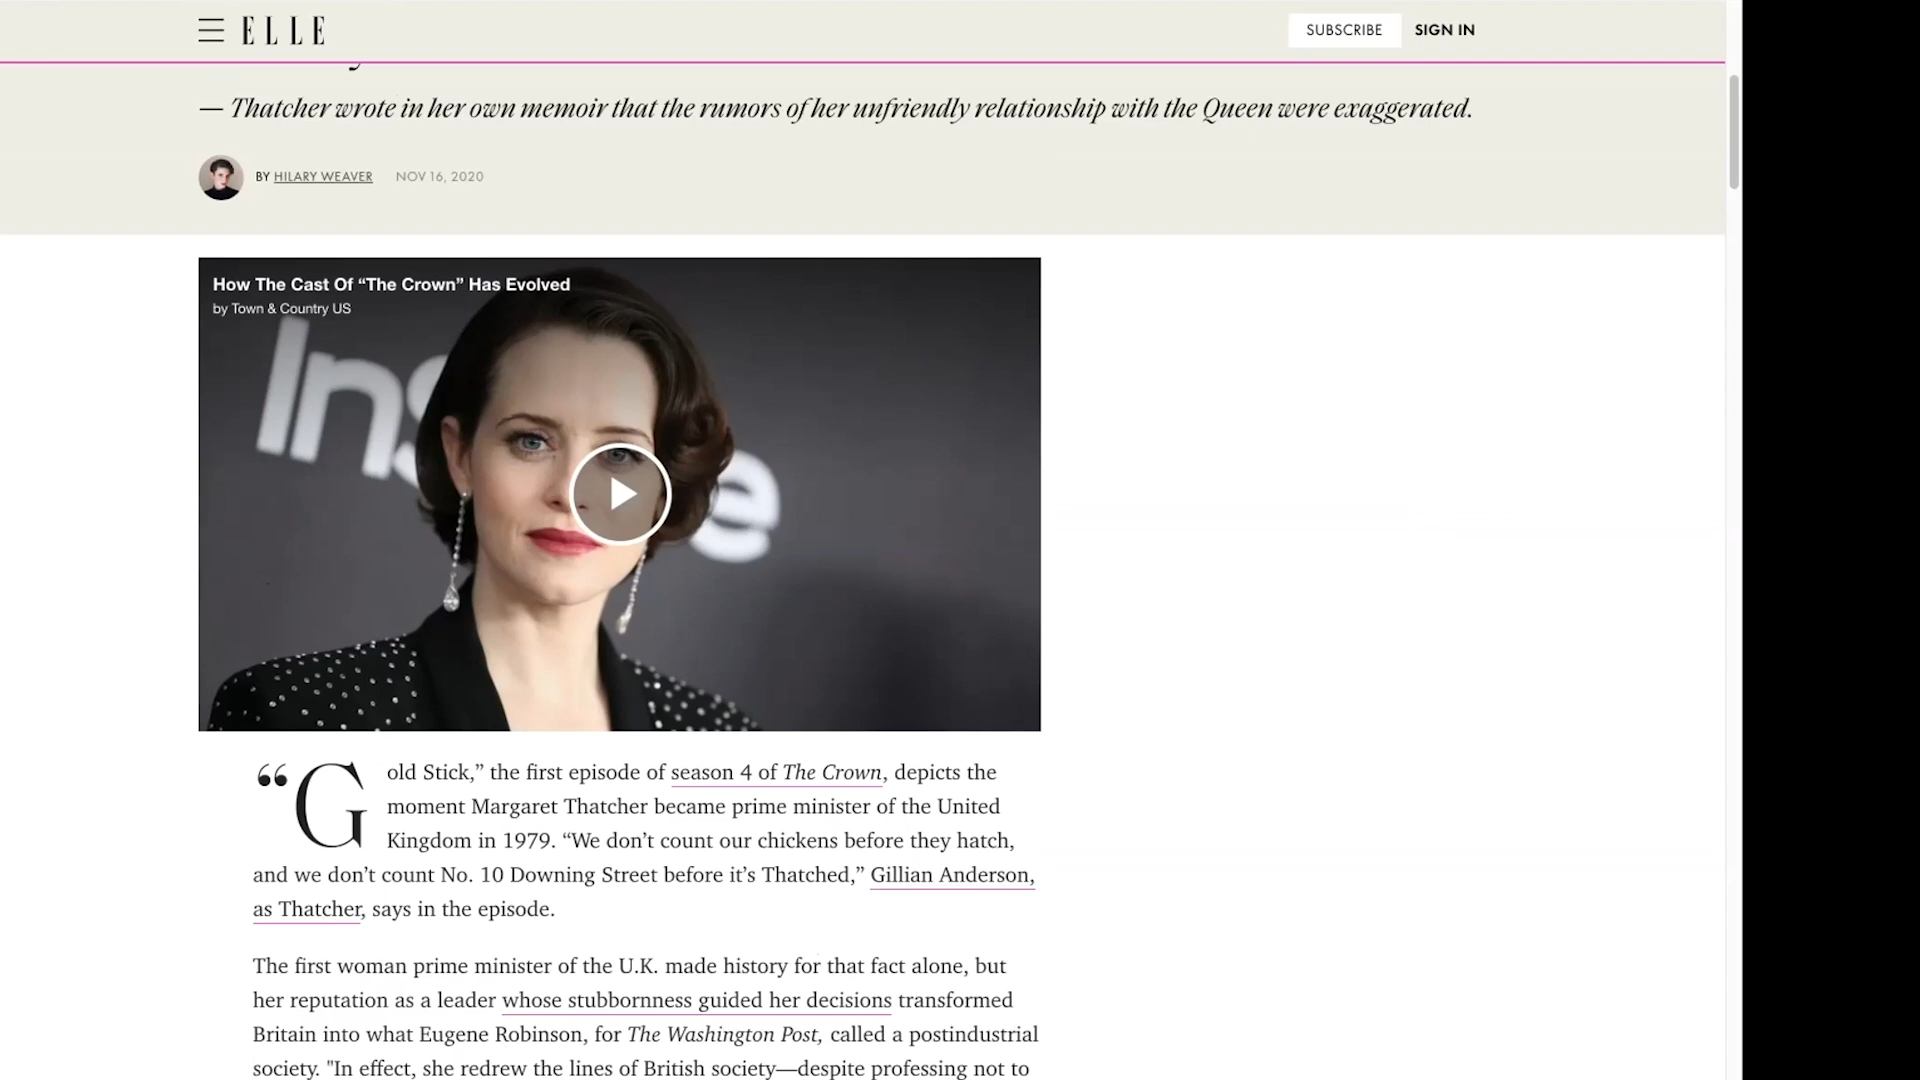 ELLE
SUBSCRIBE
SIGN IN
— Thatcher wrote in her own memoir that the rumors of her unfriendly relationship with the Queen were exaggerated.
BY HILARY WEAVER
NOV 16, 2020
How The Cast Of “The Crown” Has Evolved
by Town & Country US
“Gold Stick,” the first episode of season 4 of The Crown, depicts the
moment Margaret Thatcher became prime minister of the United
Kingdom in 1979. “We don’t count our chickens before they hatch,
and we don’t count No. 10 Downing Street before it’s Thatched,” Gillian Anderson,
as Thatcher, says in the episode.
The first woman prime minister of the U.K. made history for that fact alone, but
her reputation as a leader whose stubbornness guided her decisions transformed
Britain into what Eugene Robinson, for The Washington Post, called a postindustrial
society. "In effect, she redrew the lines of British society—despite professing not to